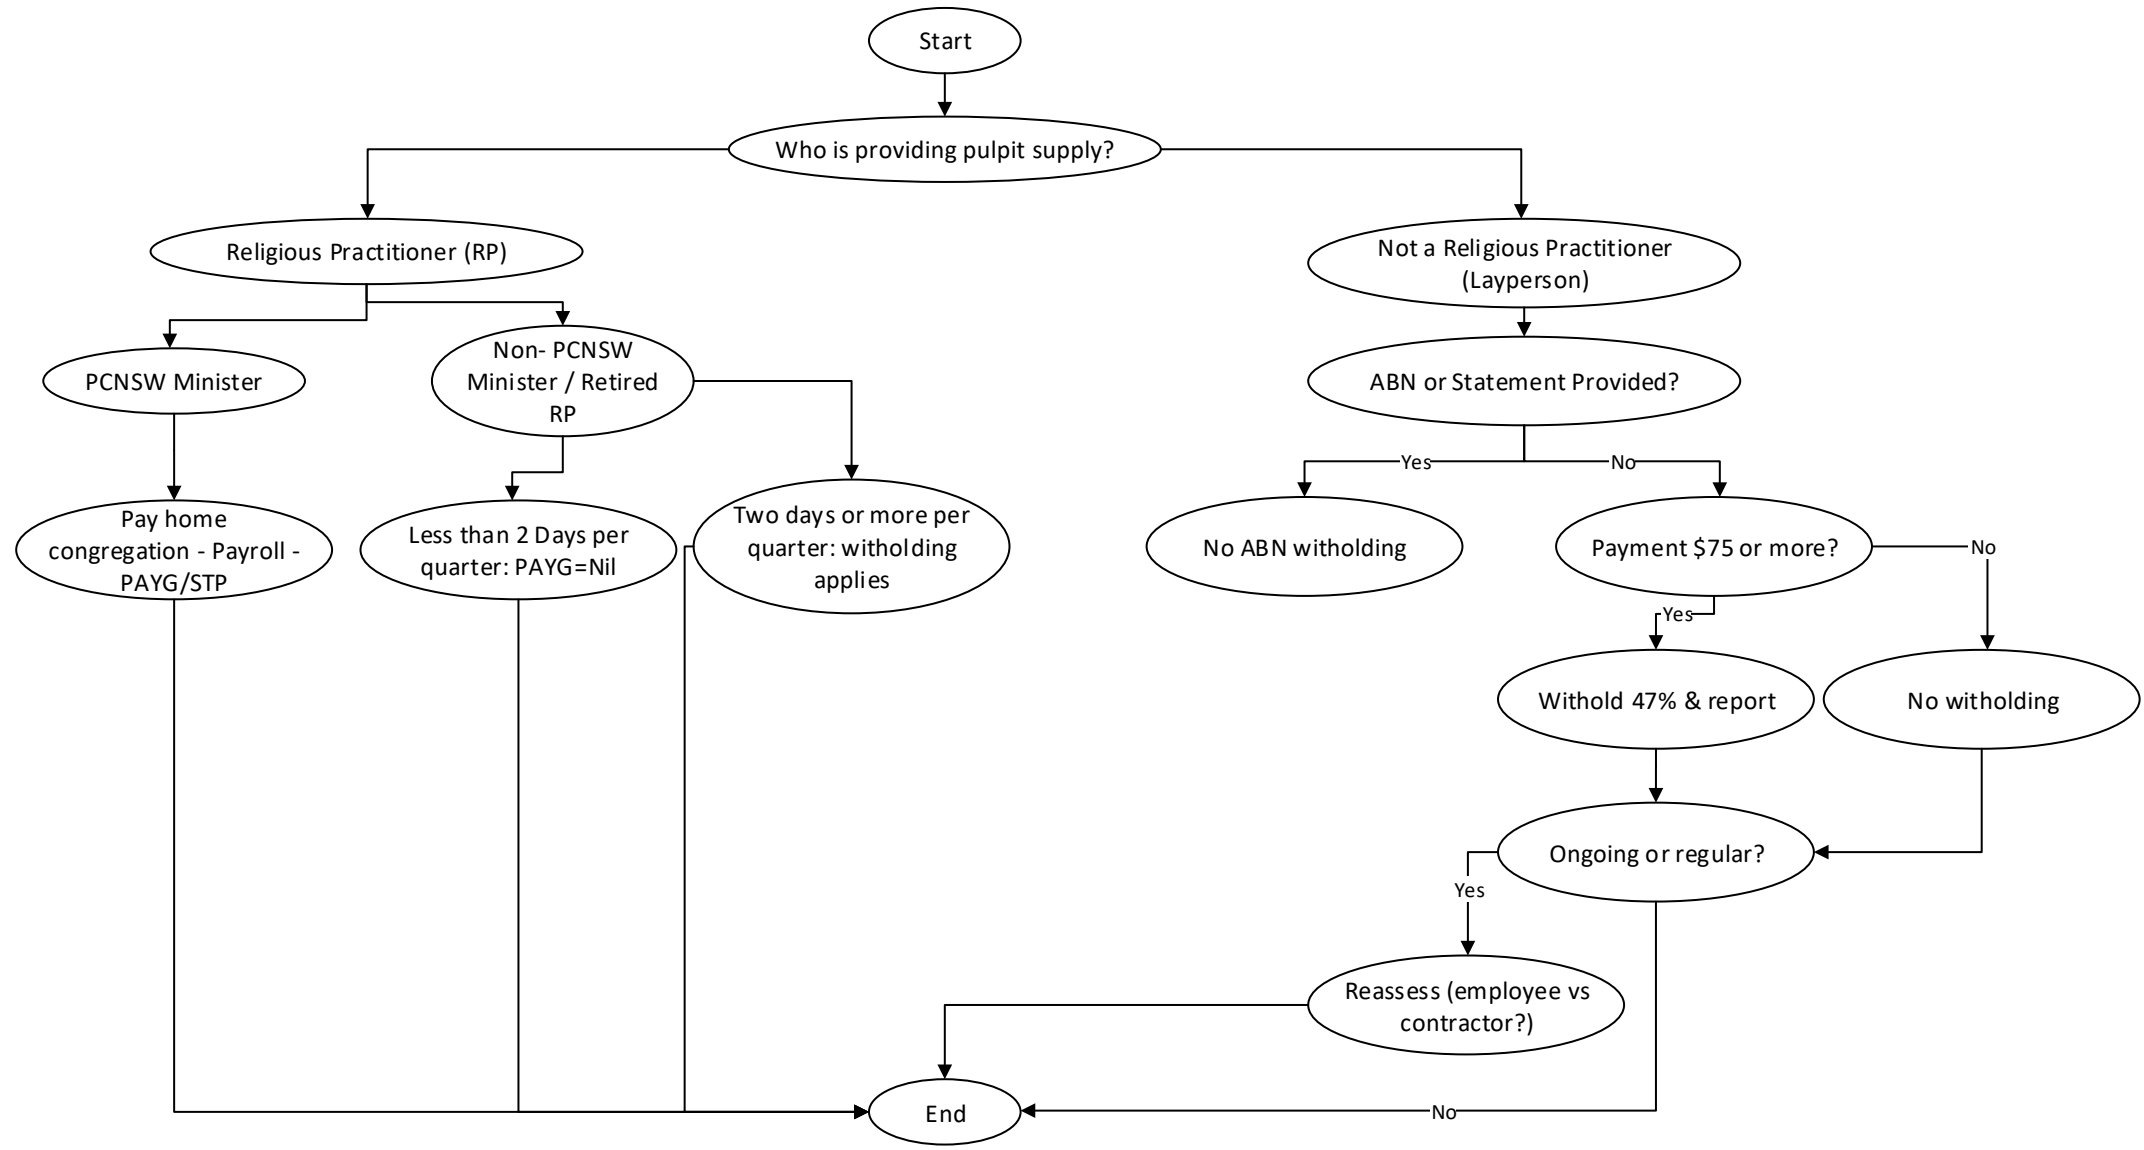 Start
Who is providing pulpit supply?
Religious Practitioner (RP)
Not a Religious Practitioner
(Layperson)
PCNSW Minister
Non- PCNSW
Minister / Retired
RP
ABN or Statement Provided?
Yes
No
Pay home
congregation - Payroll -
PAYG/STP
Less than 2 Days per
quarter: PAYG=Nil
Two days or more per
quarter: witholding
applies
No ABN witholding
Payment $75 or more?
No
Yes
Withold 47% & report
No witholding
Ongoing or regular?
Yes
Reassess (employee vs
contractor?)
End
No